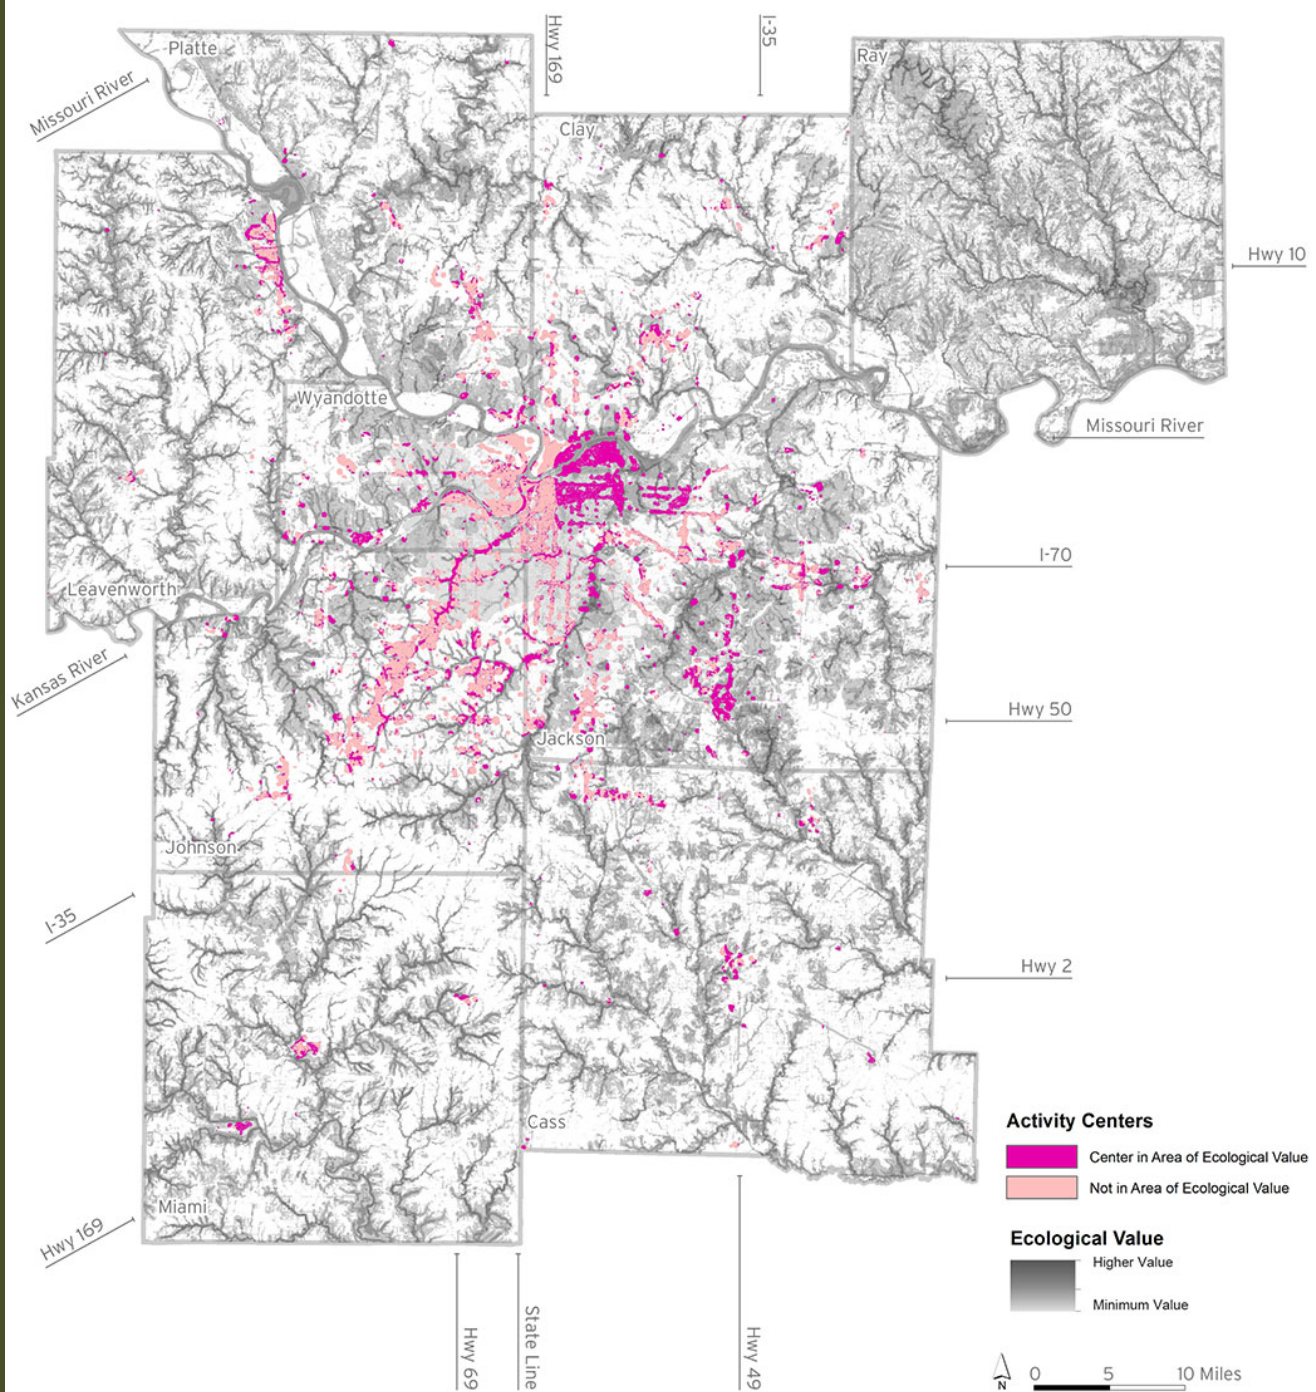 Hwy 169
I-35
Platte
Ray
Missouri River
Clay
Hwy 10
Wyandotte
Missouri River
I-70
Leavenworth
Kansas River
Hwy 50
Jackson
Johnson
I-35
Hwy 2
Cass
Activity Centers
Center in Area of Ecological Value
Not in Area of Ecological Value
Miami
Hwy 169
Ecological Value
Higher Value
Minimum Value
Hwy 69
State Line
Hwy 49
N
0 5 10 Miles